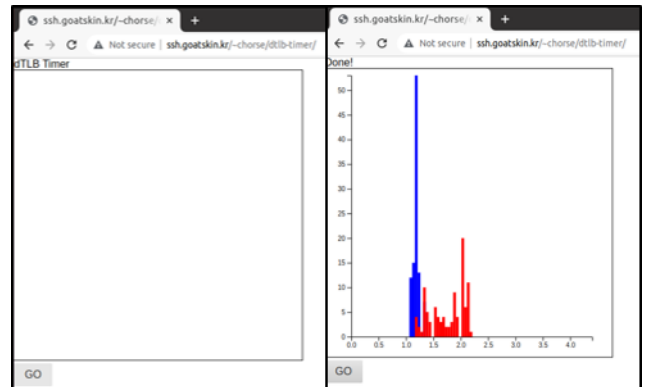 ssh.goatskin.kr/~chorse/
Not secure | ssh.goatskin.kr/~chorse/dtlb-timer/
dTLB Timer
GO
ssh.goatskin.kr/~chorse/
Not secure | ssh.goatskin.kr/~chorse/dtlb-timer/
Done!
50
45
40
35
30
25
20
15
10
5
0
0.0 0.5 1.0 1.5 2.0 2.5 3.0 3.5 4.0
GO